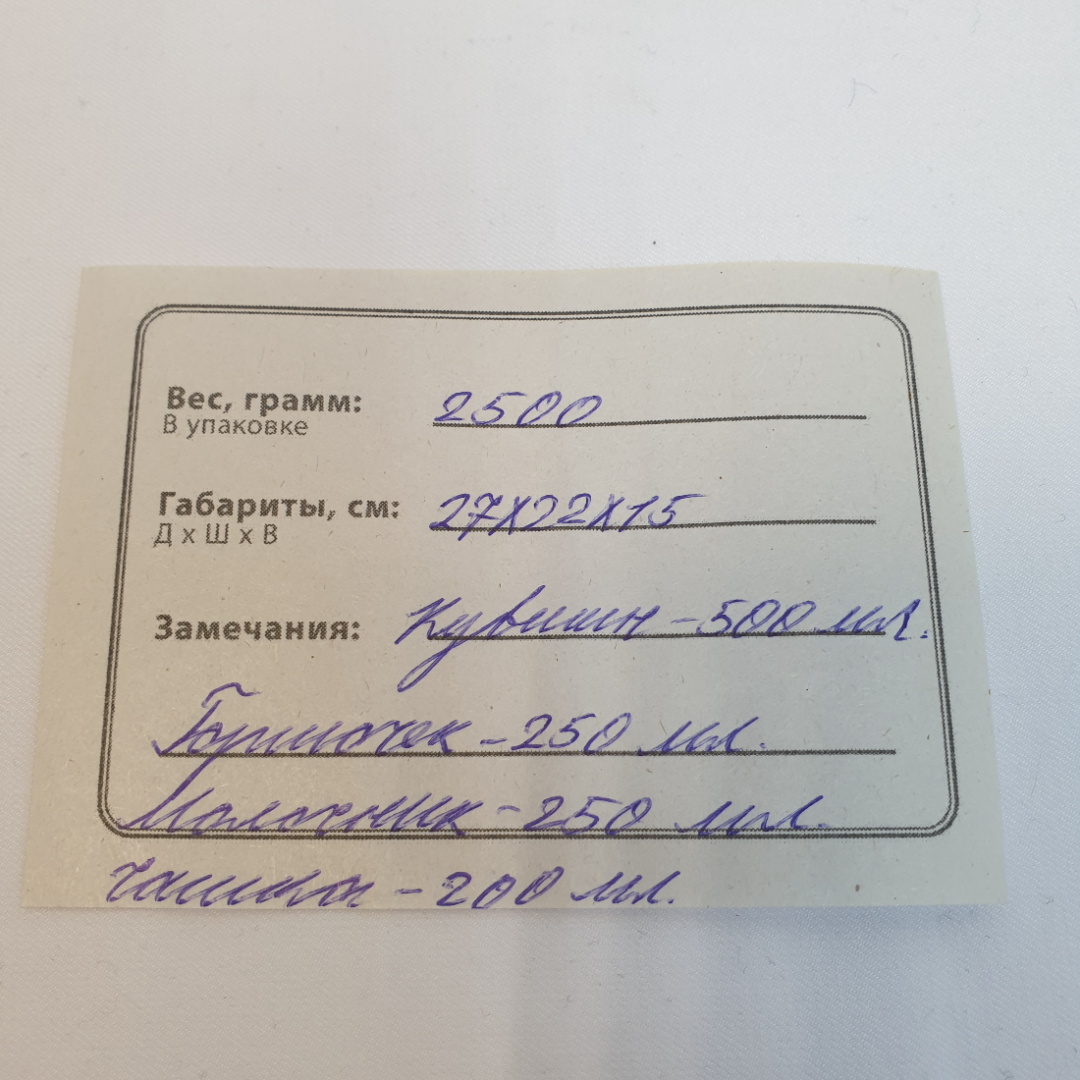 Вес, грамм: 2500
В упаковке
Габариты, см: 27х22х15
Д х Ш х В
Замечания: Кувшин - 500 мл.
Горшочек - 250 мл.
Молочник - 250 мл.
Чашка - 200 мл.